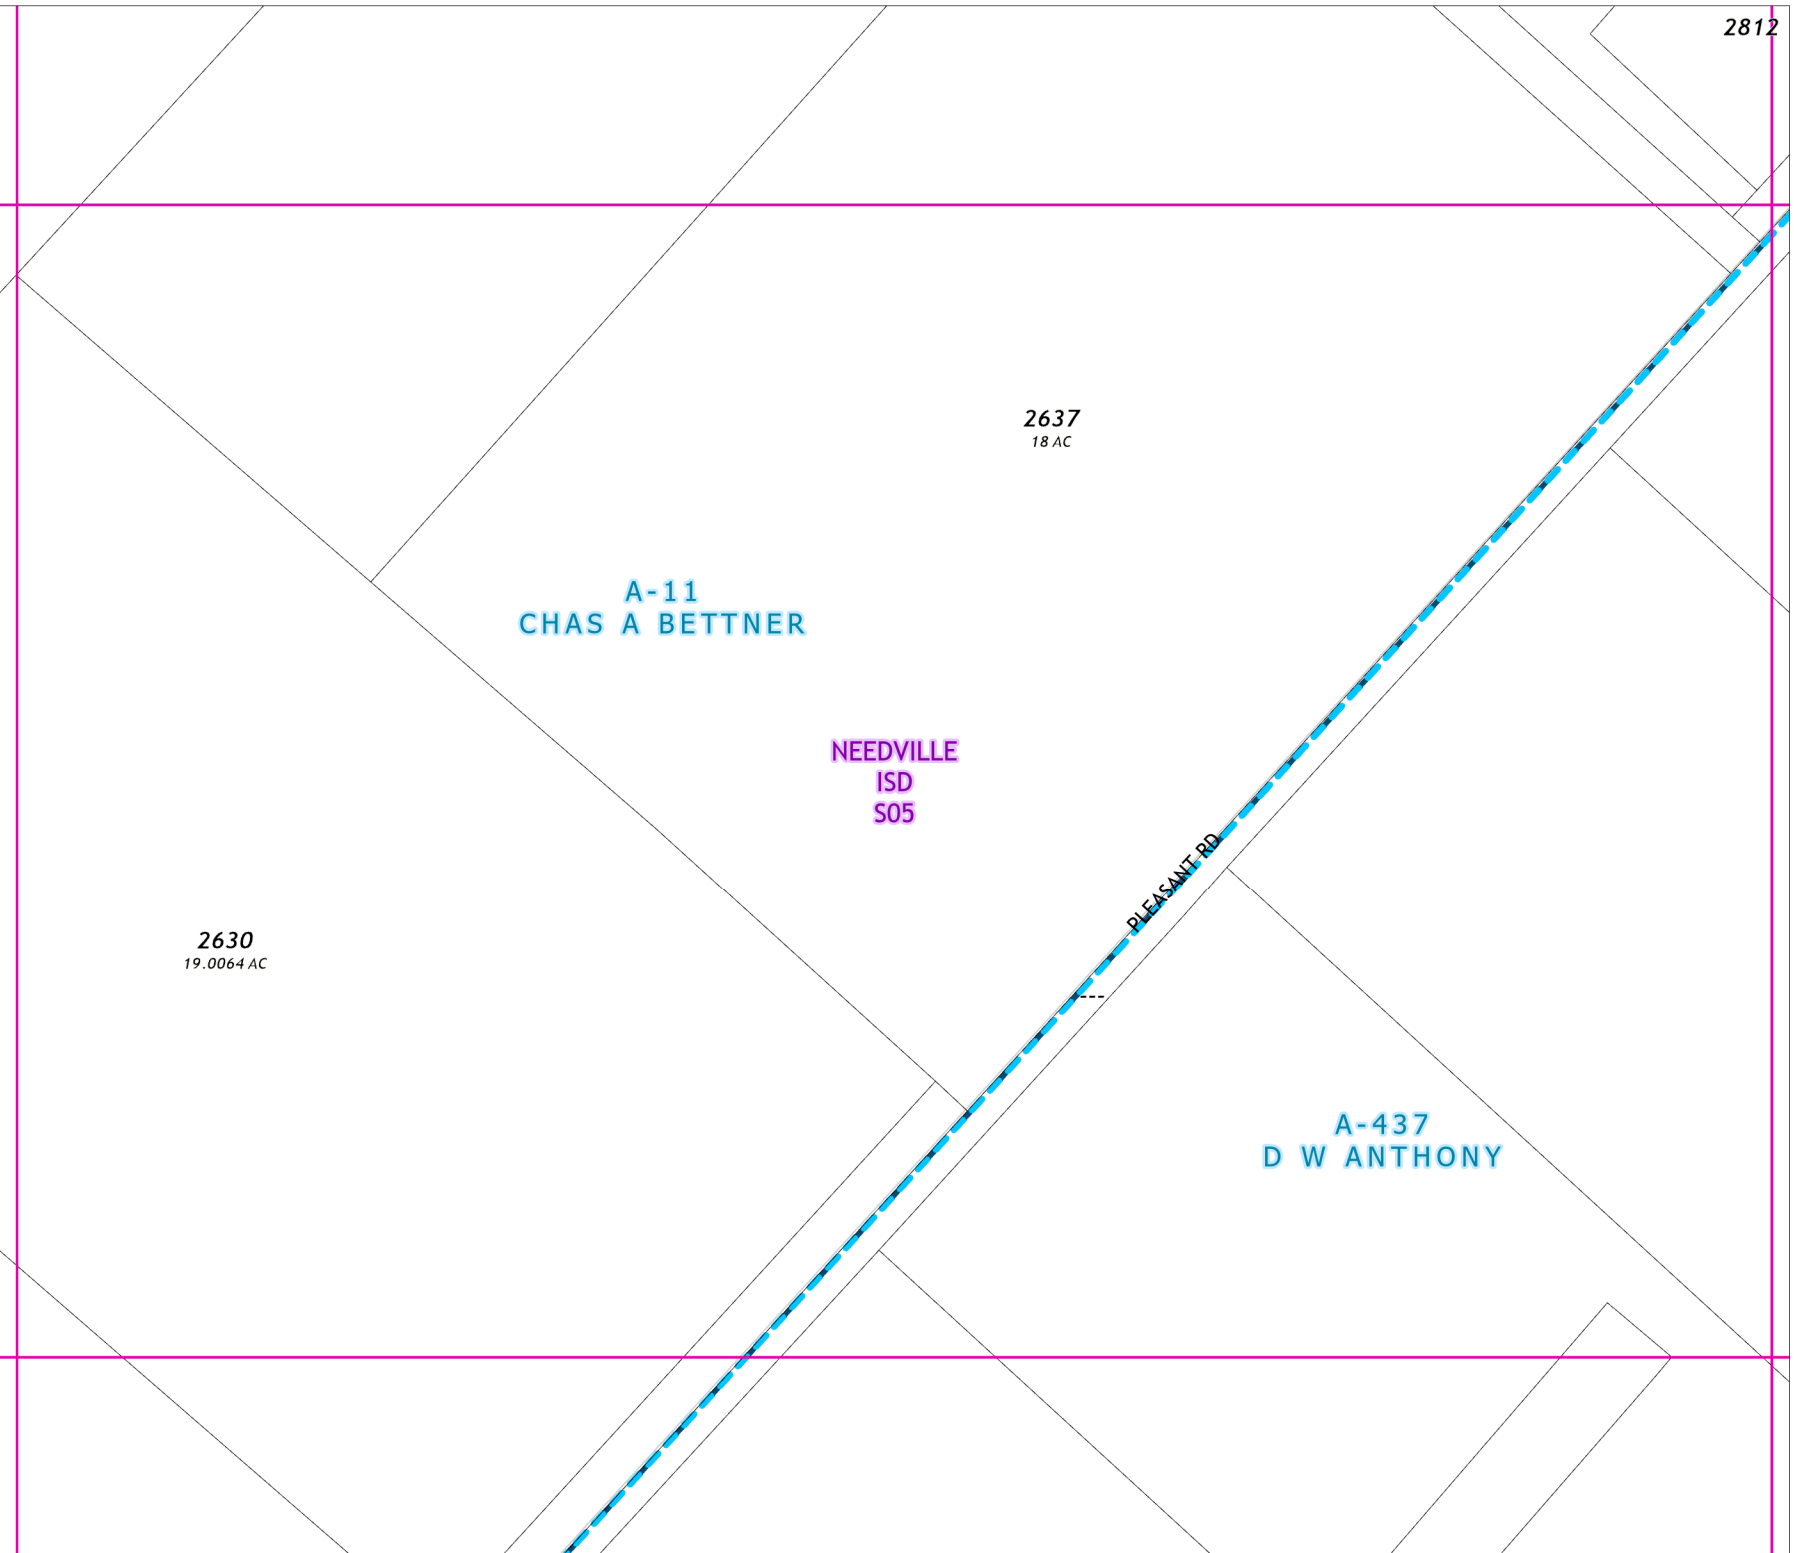 2812
2637
18 AC
A-11
CHAS A BETTNER
NEEDVILLE
ISD
S05
PLEASANT RD
2630
19.0064 AC
A-437
D W ANTHONY